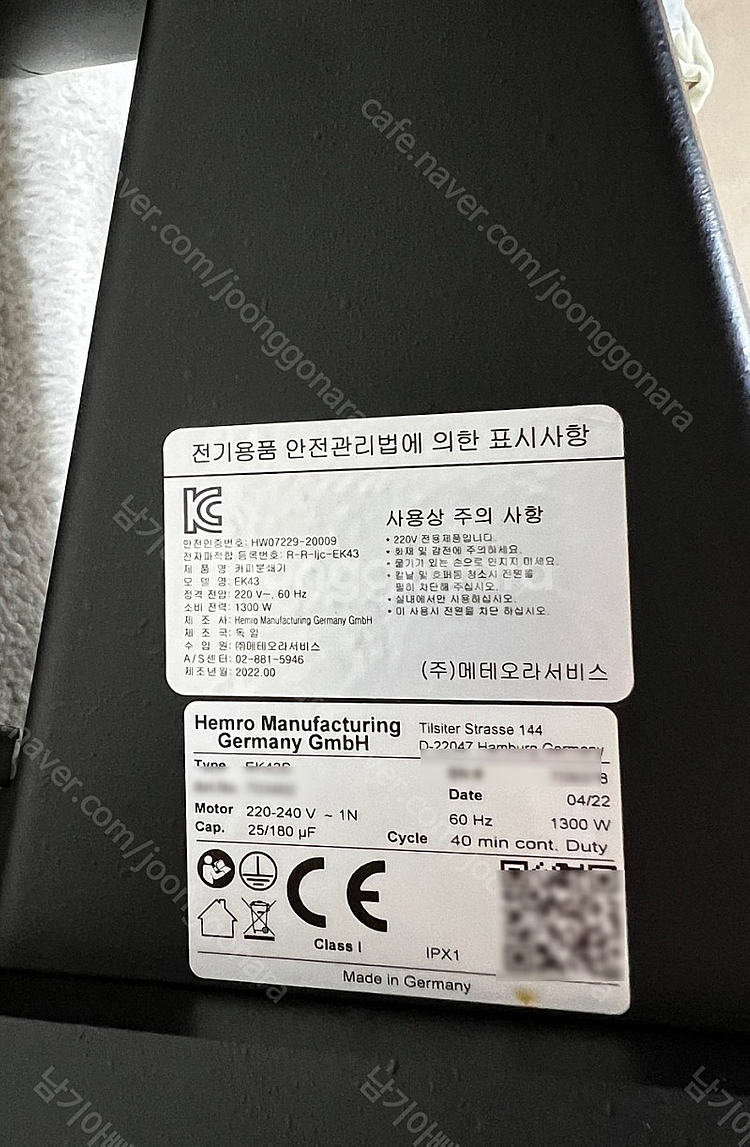 cafe.naver.com/joonggonara
전기용품 안전관리법에 의한 표시사항
안전인증번호: HW07229-20009
전자파적합 등록번호: R-R-ljc-EK43
제 품 명: 커피분쇄기
모 델 명: EK43
정격 전압: 220 V~, 60 Hz
소비 전력: 1300 W
제 조 사: Hemro Manufacturing Germany GmbH
제 조 국: 독 일
수 입 원: ㈜메테오라서비스
A/S센터: 02-881-5946
제조년월: 2022.00
사용상 주의 사항
• 220V 전용제품입니다.
• 화재 및 감전에 주의하세요.
• 물기가 있는 손으로 만지지 마세요.
• 칼날 및 호퍼통 청소시 전원을
필히 차단해 주십시오.
• 실내에서만 사용하십시오.
• 이 사용시 전원을 차단 하십시오.
(주)메테오라서비스
Hemro Manufacturing
Germany GmbH
Tilsiter Strasse 144
D-22047 Hamburg Germany
Type
Date 04/22
Motor 220-240 V ~ 1N 60 Hz 1300 W
Cap. 25/180 µF Cycle 40 min cont. Duty
CE
Class I
IPX1
Made in Germany